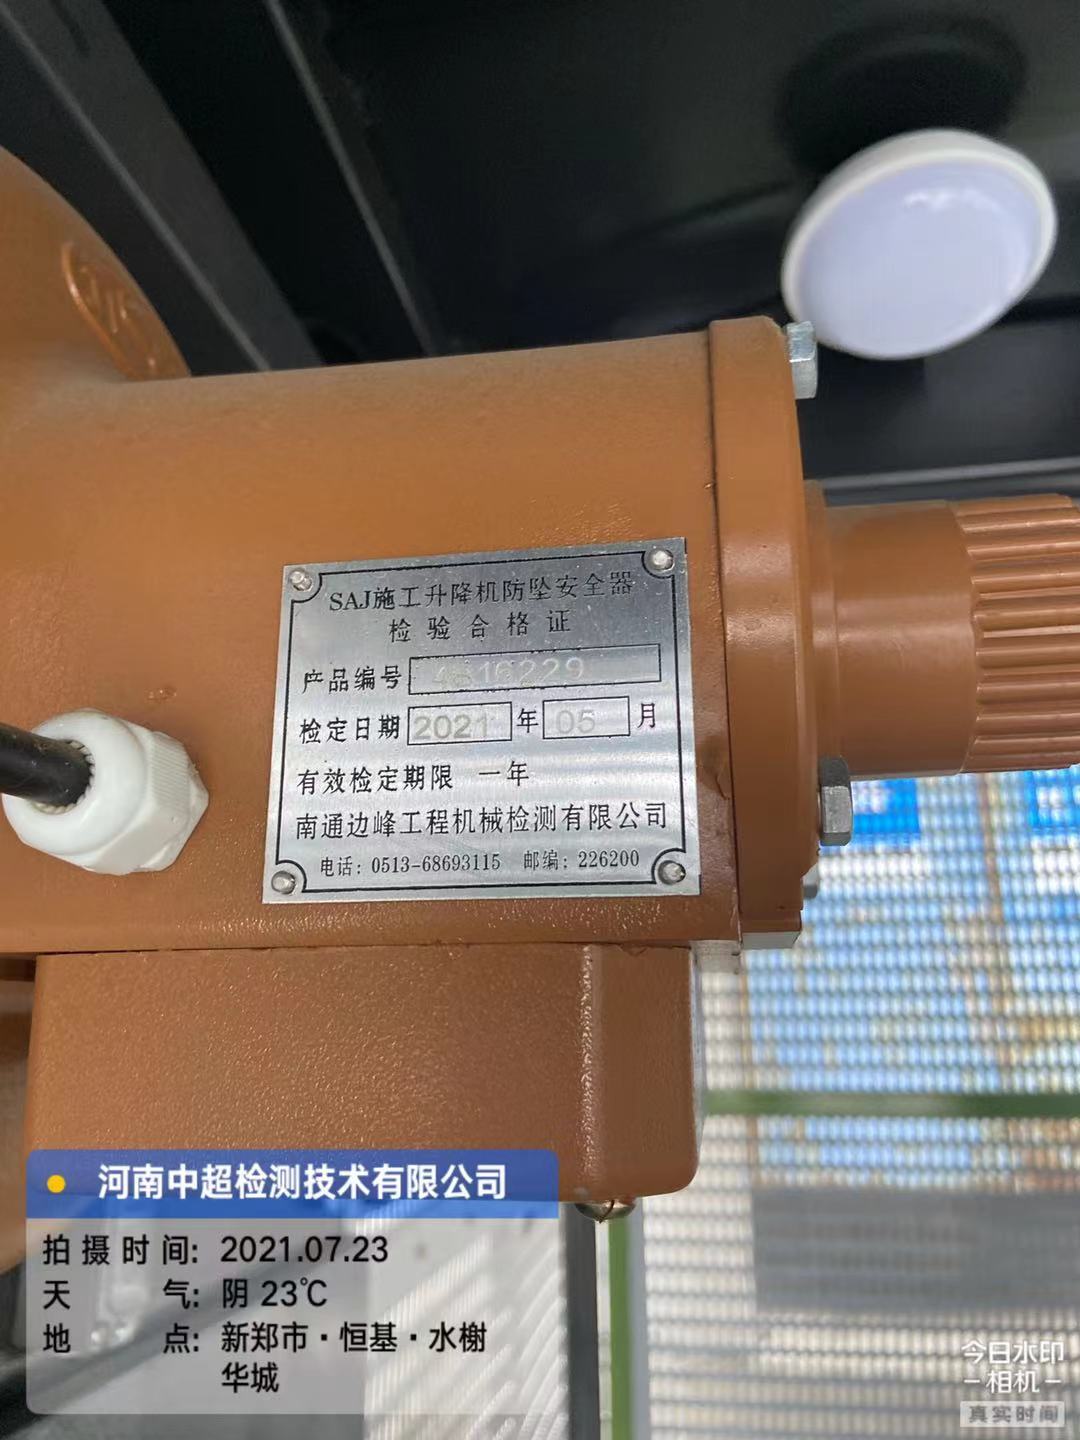 SAJ施工升降机防坠安全器
检验合格证
产品编号 4816229
检定日期 2021 年 05 月
有效检定期限 一年
南通边峰工程机械检测有限公司
电话: 0513-68693115 邮编: 226200
河南中超检测技术有限公司
拍摄时间: 2021.07.23
天气: 阴 23℃
地点: 新郑市·恒基·水榭
华城
今日水印
相机
真实时间